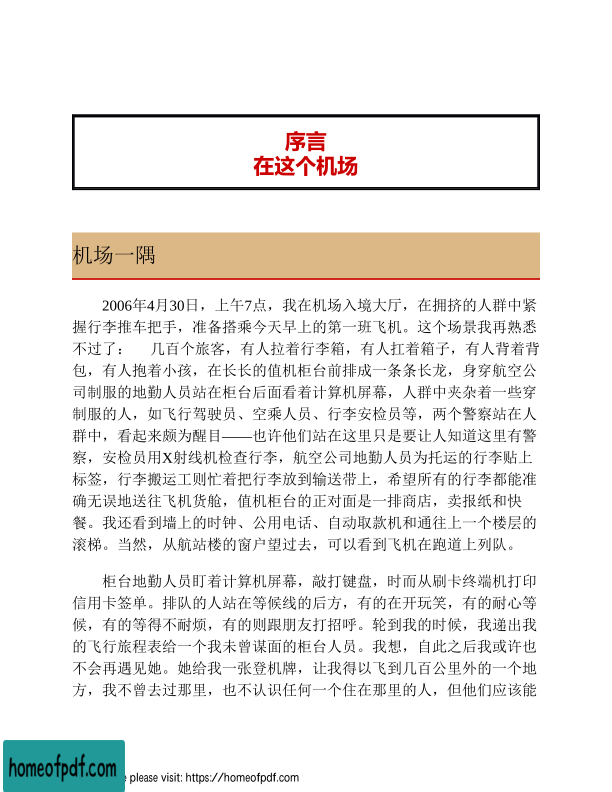 序言
在这个机场
机场一隅
2006年4月30日，上午7点，我在机场入境大厅，在拥挤的人群中紧
握行李推车把手，准备搭乘今天早上的第一班飞机。这个场景我再熟悉
不过了： 几百个旅客，有人拉着行李箱，有人扛着箱子，有人背着背
包，有人抱着小孩，在长长的值机柜台前排成一条条长龙，身穿航空公
司制服的地勤人员站在柜台后面看着计算机屏幕，人群中夹杂着一些穿
制服的人，如飞行驾驶员、空乘人员、行李安检员等，两个警察站在人
群中，看起来颇为醒目——也许他们站在这里只是要让人知道这里有警
察，安检员用X射线机检查行李，航空公司地勤人员为托运的行李贴上
标签，行李搬运工则忙着把行李放到输送带上，希望所有的行李都能准
确无误地送往飞机货舱，值机柜台的正对面是一排商店，卖报纸和快
餐。我还看到墙上的时钟、公用电话、自动取款机和通往上一个楼层的
滚梯。当然，从航站楼的窗户望过去，可以看到飞机在跑道上列队。
柜台地勤人员盯着计算机屏幕，敲打键盘，时而从刷卡终端机打印
信用卡签单。排队的人站在等候线的后方，有的在开玩笑，有的耐心等
候，有的等得不耐烦，有的则跟朋友打招呼。轮到我的时候，我递出我
的飞行旅程表给一个我未曾谋面的柜台人员。我想，自此之后我或许也
不会再遇见她。她给我一张登机牌，让我得以飞到几百公里外的一个地
方，我不曾去过那里，也不认识任何一个住在那里的人，但他们应该能
homeofpdf.com
e please visit: https://homeofpdf.com